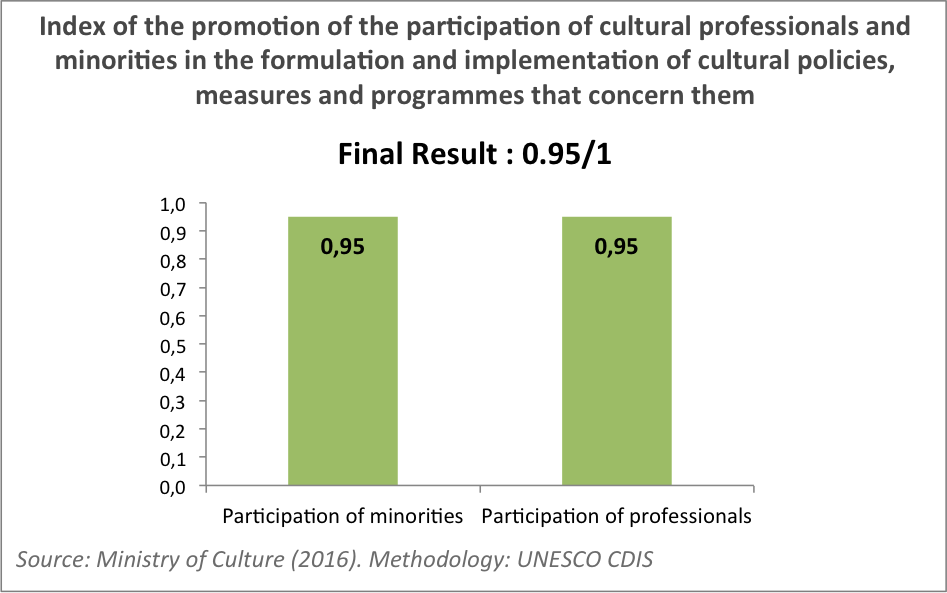 Index of the promotion of the participation of cultural professionals and
minorities in the formulation and implementation of cultural policies,
measures and programmes that concern them
Final Result : 0.95/1
1,0
0,9
0,8
0,7
0,6
0,5
0,4
0,3
0,2
0,1
0,0
0,95
0,95
Participation of minorities
Participation of professionals
Source: Ministry of Culture (2016). Methodology: UNESCO CDIS